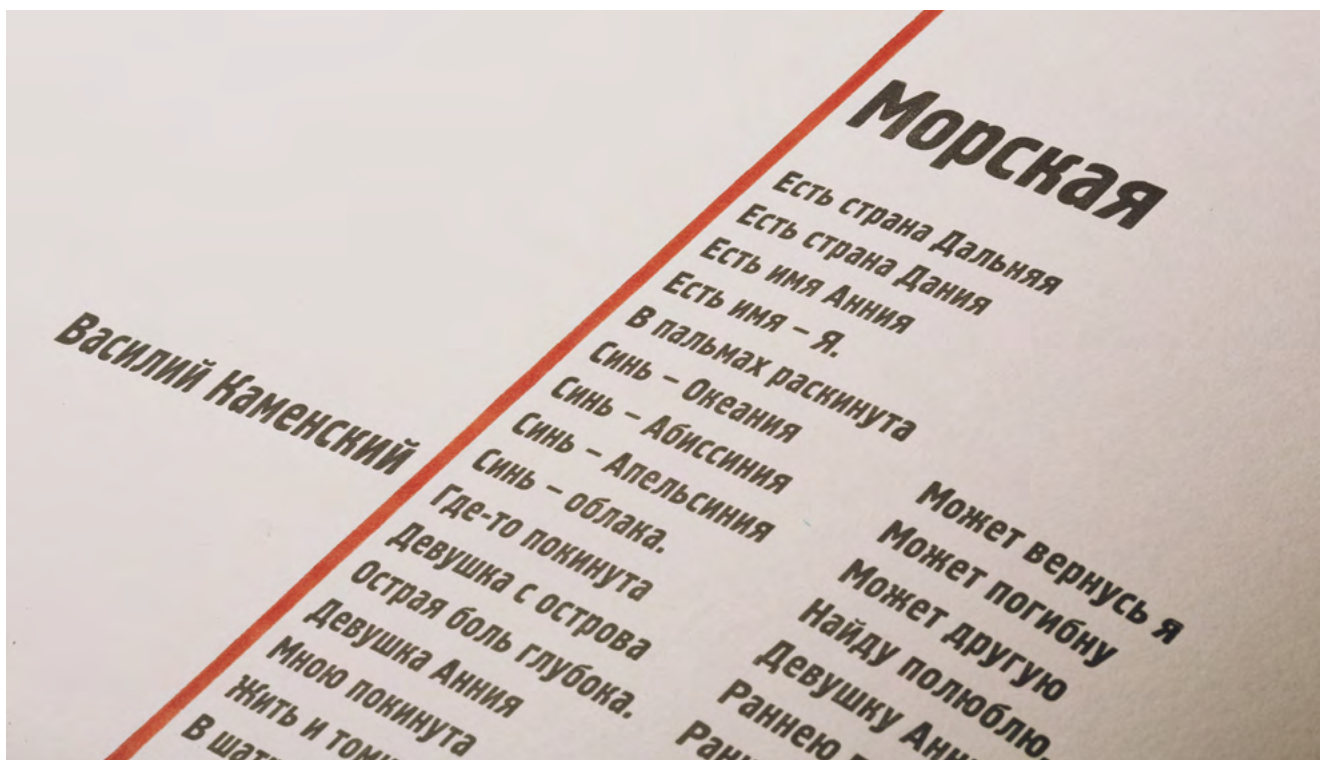 Василий Каменский
Морская
Есть страна Дальняя
Есть страна Дания
Есть имя Анния
Есть имя – Я.
В пальмах раскинута
Синь – Океания
Синь – Абиссиния
Синь – Апельсиния
Синь – облака.
Где-то покинута
Девушка с острова
Острая боль глубока.
Девушка Анния
Мною покинута
Жить и
В
Может вернусь я
Может погибну
Может другую
Найду полюблю,
Девушку
Раннею